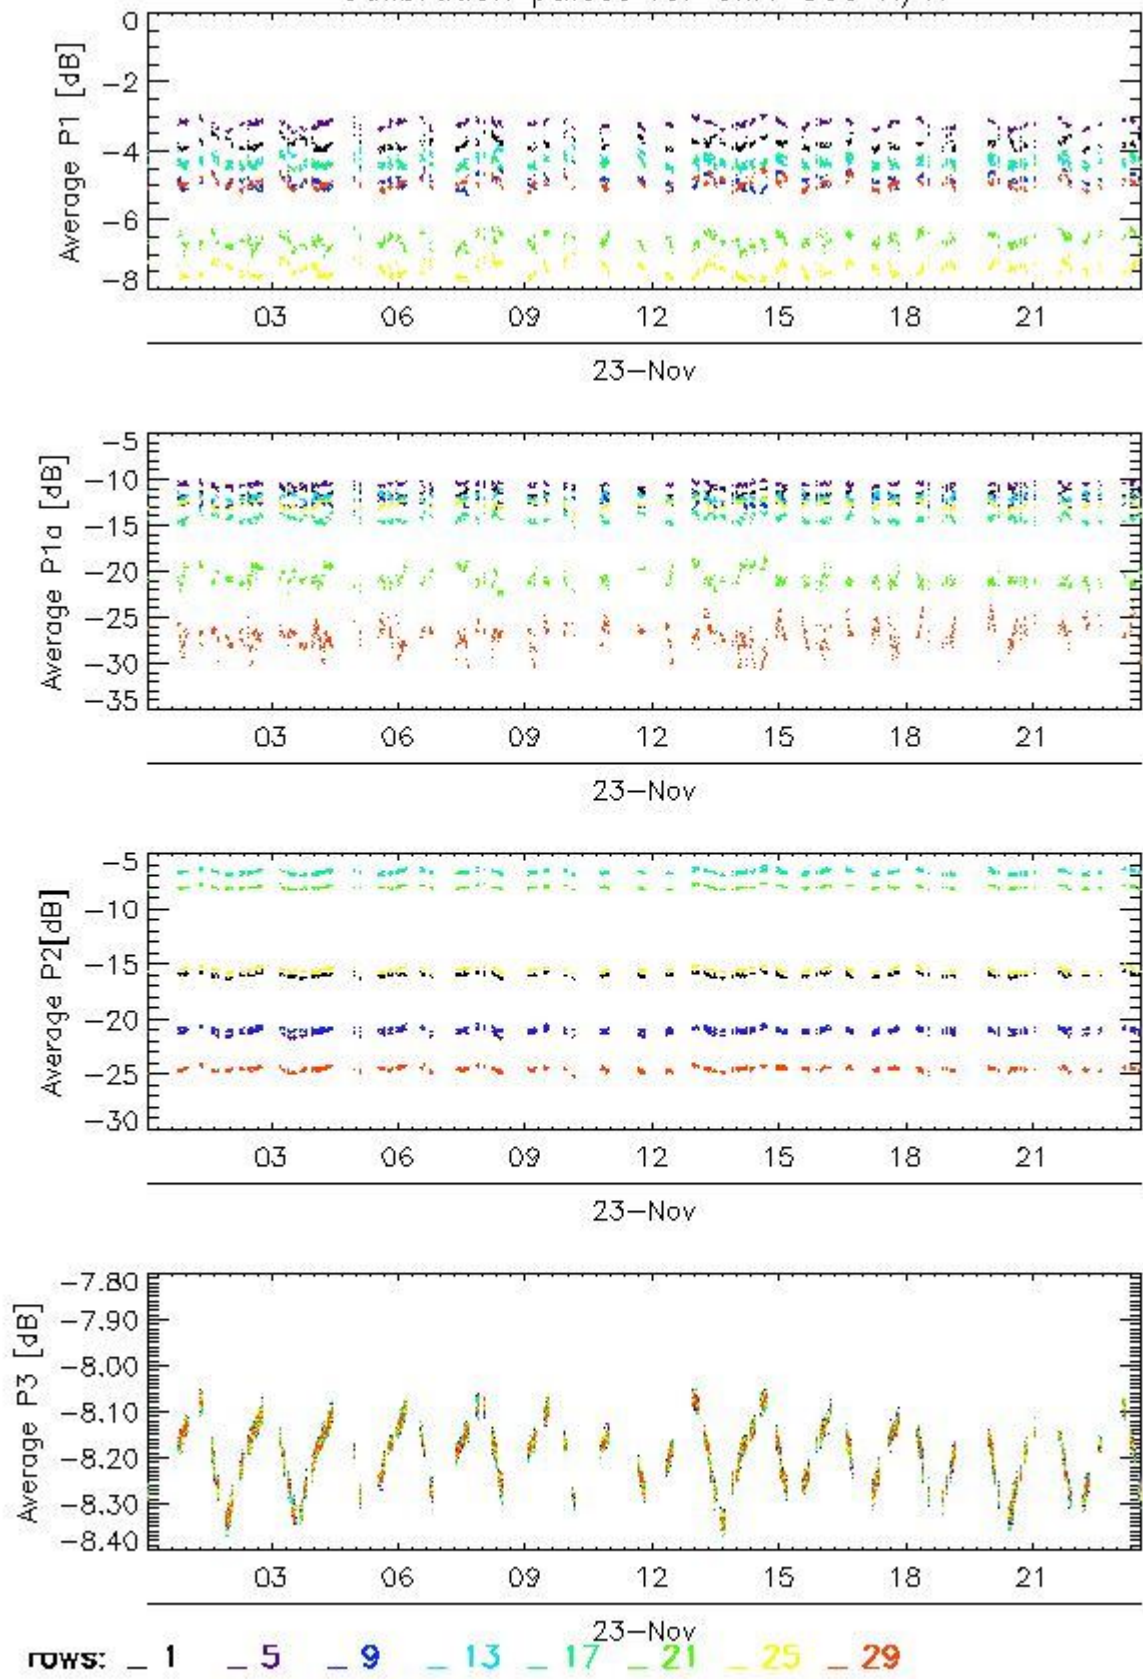 Average P1 [dB]
0
-2
-4
-6
-8
03 06 09 12 15 18 21
23-Nov
Average P1a [dB]
-5
-10
-15
-20
-25
-30
-35
03 06 09 12 15 18 21
23-Nov
Average P2[dB]
-5
-10
-15
-20
-25
-30
03 06 09 12 15 18 21
23-Nov
Average P3 [dB]
-7.80
-7.90
-8.00
-8.10
-8.20
-8.30
-8.40
03 06 09 12 15 18 21
23-Nov
rows: _ 1 _ 5 _ 9 _ 13 _ 17 _ 21 _ 25 _ 29